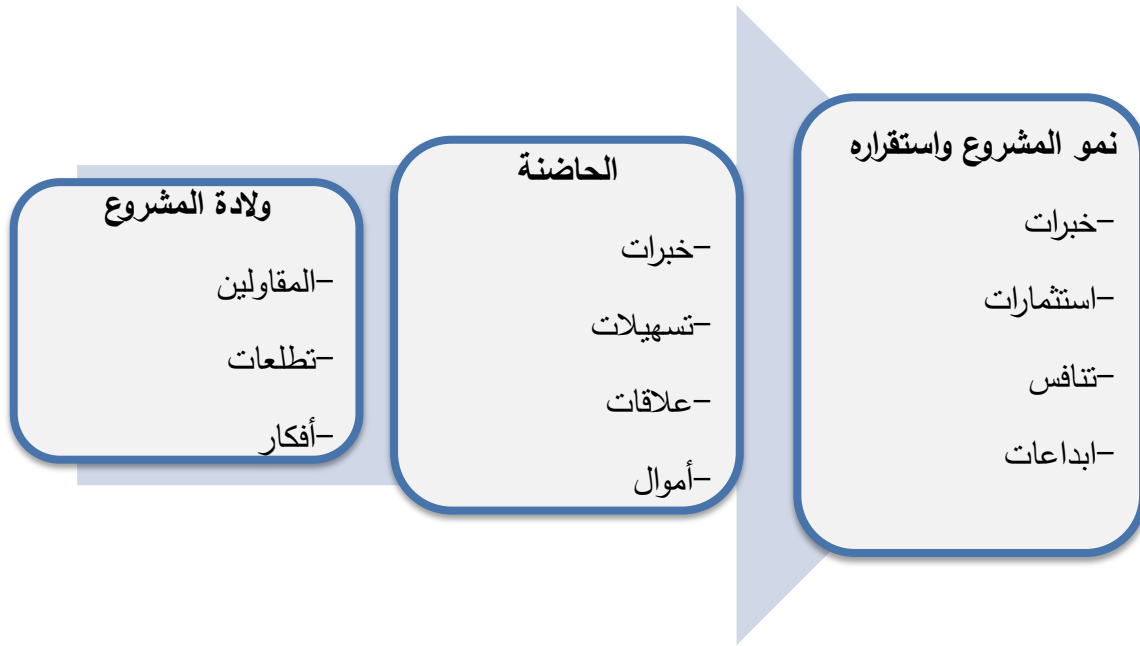 ولادة المشروع
-المقاولين
-تطلعات
-أفكار
الحاضنة
-خبرات
-تسهيلات
-علاقات
-أموال
نمو المشروع واستقراره
-خبرات
-استثمارات
-تنافس
-ابداعات